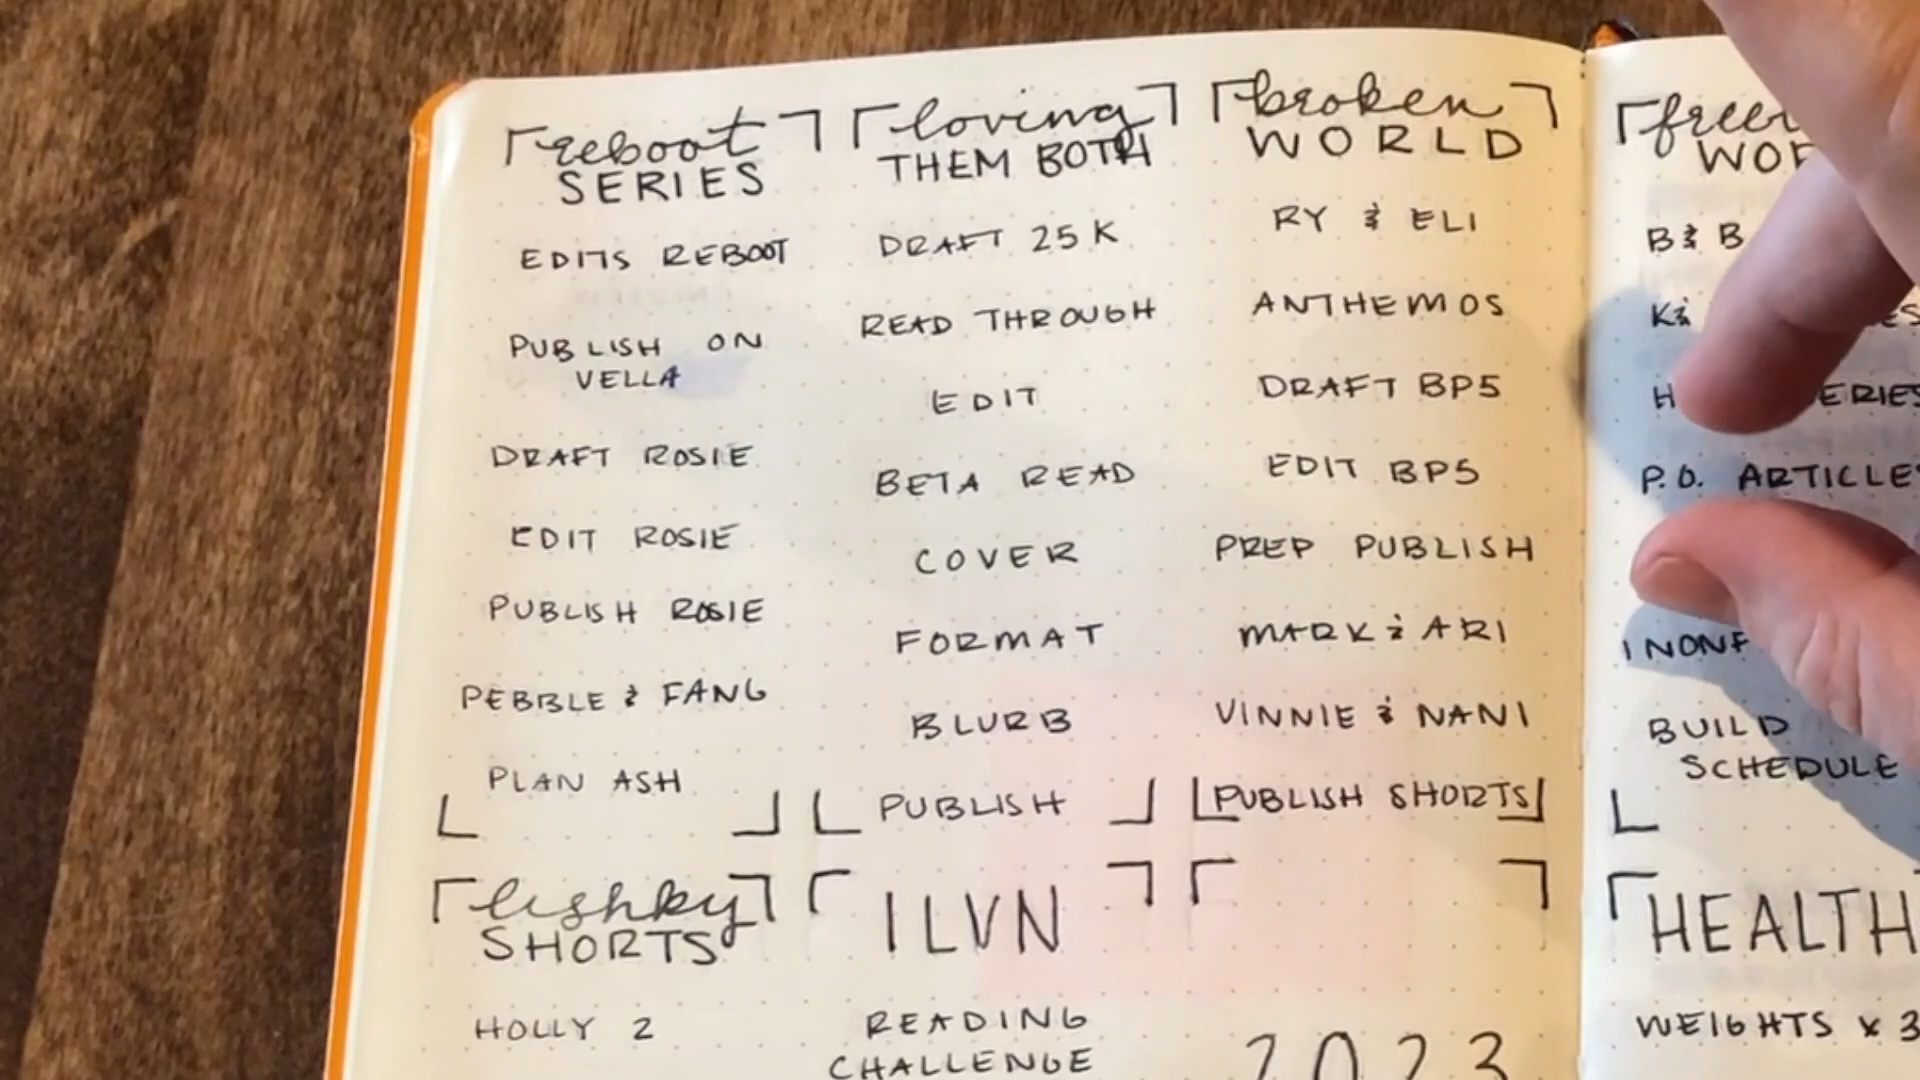 reboot
SERIES
EDITS REBOOT
PUBLISH ON
VELLA
DRAFT ROSIE
EDIT ROSIE
PUBLISH ROSIE
PEBBLE & FANG
PLAN ASH
loving
THEM BOTH
DRAFT 25K
READ THROUGH
EDIT
BETA READ
COVER
FORMAT
BLURB
PUBLISH
broken
WORLD
RY & ELI
ANTHEMOS
DRAFT BP5
EDIT BP5
PREP PUBLISH
MARK & ARI
VINNIE & NANI
PUBLISH SHORTS
B & B
P.O. ARTICLES
BUILD
SCHEDULE
SHORTS
HOLLY 2
ILVN
READING
CHALLENGE
2023
HEALTH
WEIGHTS x 3